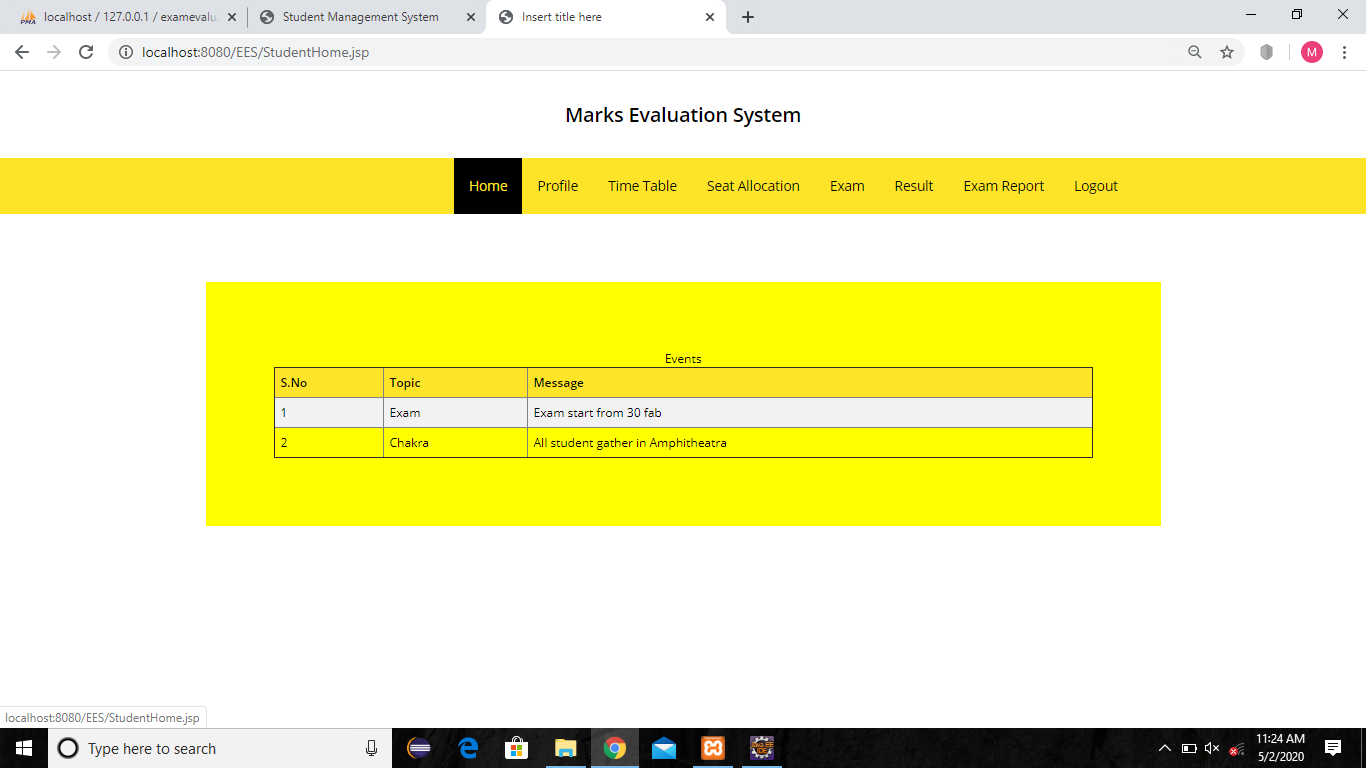 localhost / 127.0.0.1 / examevalu
Student Management System
Insert title here
localhost:8080/EES/StudentHome.jsp
M
Marks Evaluation System
Home Profile Time Table Seat Allocation Exam Result Exam Report Logout
Events
S.No Topic Message
1 Exam Exam start from 30 fab
2 Chakra All student gather in Amphitheatra
localhost:8080/EES/StudentHome.jsp
Type here to search
11:24 AM
5/2/2020